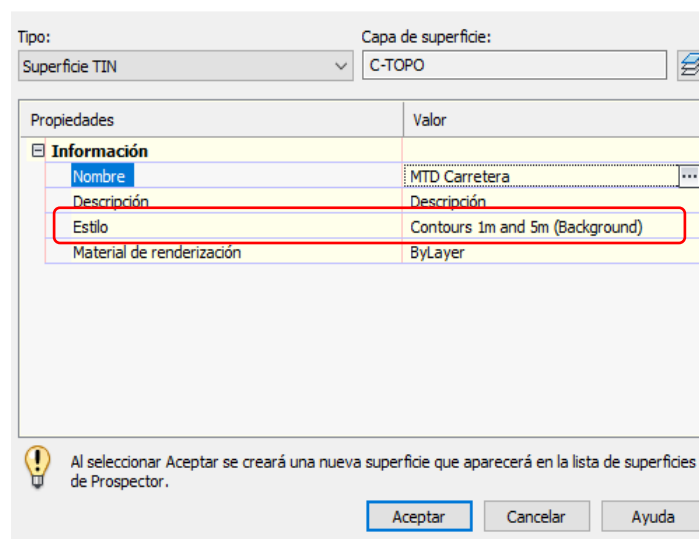 Tipo: Capa de superficie:
Superficie TIN C-TOPO
Propiedades Valor
Información
Nombre MTD Carretera ...
Descripción Descripción
Estilo Contours 1m and 5m (Background)
Material de renderización ByLayer
Al seleccionar Aceptar se creará una nueva superficie que aparecerá en la lista de superficies
de Prospector.
Aceptar Cancelar Ayuda